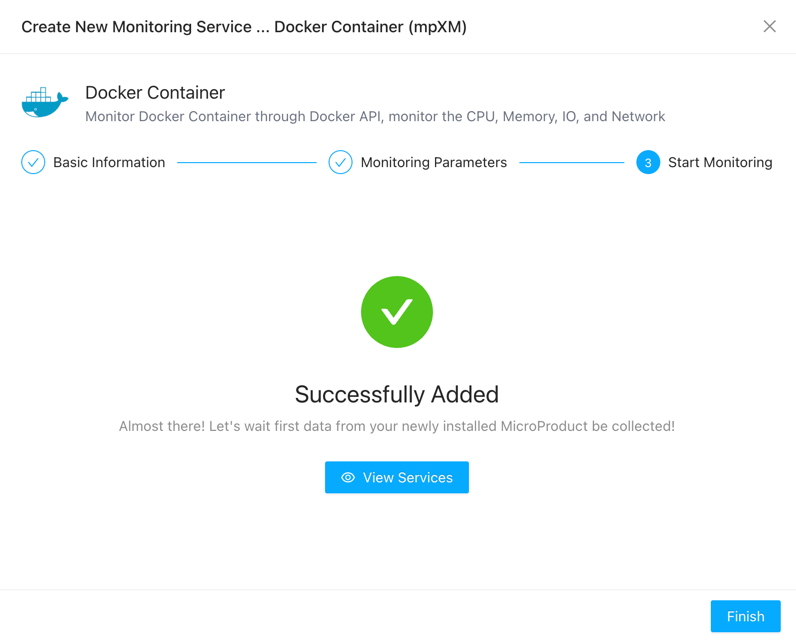 Create New Monitoring Service ... Docker Container (mpXM)
Docker Container
Monitor Docker Container through Docker API, monitor the CPU, Memory, IO, and Network
Basic Information
Monitoring Parameters
3 Start Monitoring
Successfully Added
Almost there! Let's wait first data from your newly installed MicroProduct be collected!
View Services
Finish